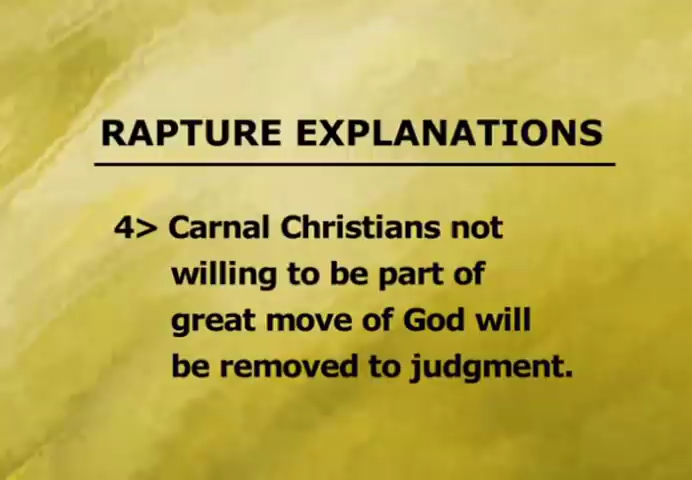 RAPTURE EXPLANATIONS
4> Carnal Christians not
willing to be part of
great move of God will
be removed to judgment.